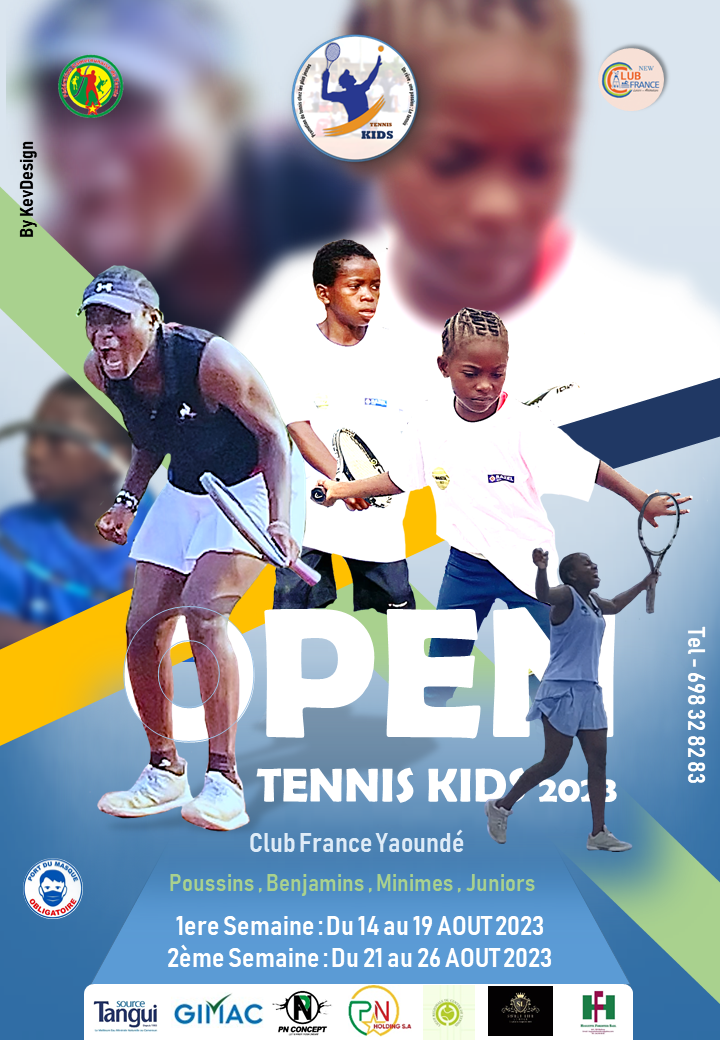 TENNIS
KIDS
NEW
CLUB
FRANCE
By KevDesign
OPEN
TENNIS KIDS 2023
Tel - 698 32 82 83
Club France Yaoundé
Poussins , Benjamins , Minimes , Juniors
PORT DU MASQUE
OBLIGATOIRE
1ere Semaine : Du 14 au 19 AOUT 2023
2ème Semaine : Du 21 au 26 AOUT 2023
source
Tangui
GIMAC
PN CONCEPT
PN
HOLDING S.A